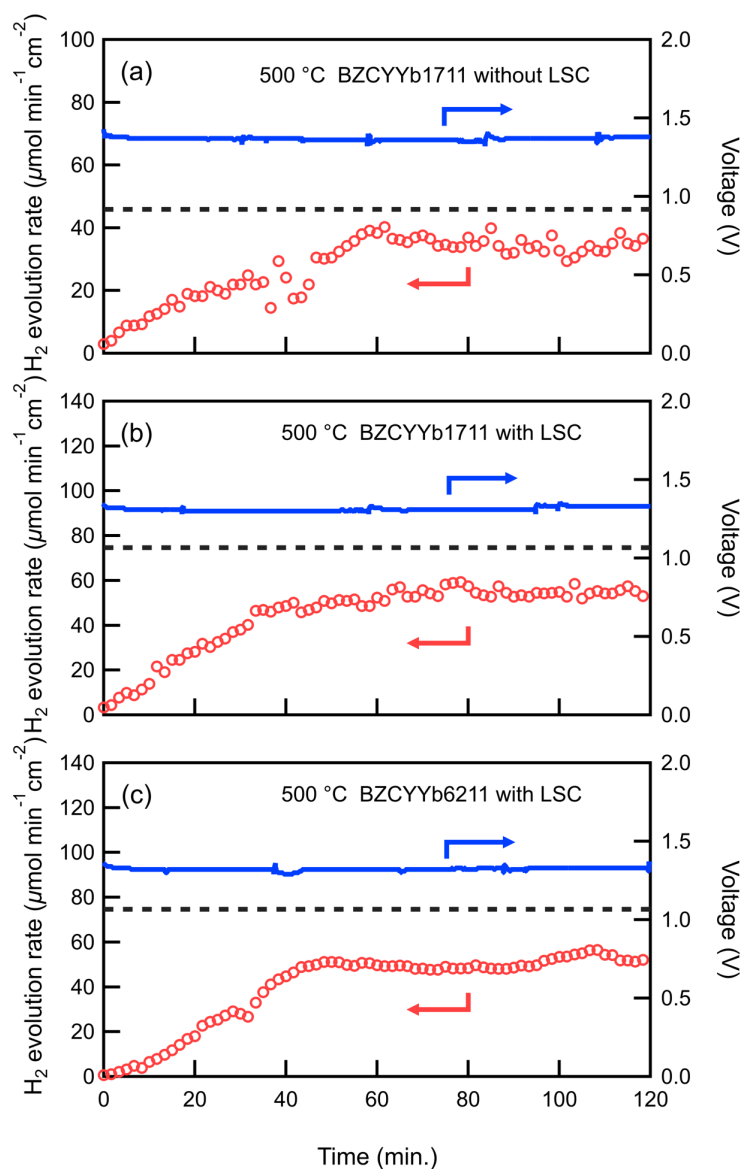 (a)
500 °C BZCYYb1711 without LSC
H₂ evolution rate (µmol min⁻¹ cm⁻²)
100
80
60
40
20
0
2.0
1.5
1.0
0.5
0.0
Voltage (V)
(b)
500 °C BZCYYb1711 with LSC
H₂ evolution rate (µmol min⁻¹ cm⁻²)
140
120
100
80
60
40
20
0
2.0
1.5
1.0
0.5
0.0
Voltage (V)
(c)
500 °C BZCYYb6211 with LSC
H₂ evolution rate (µmol min⁻¹ cm⁻²)
140
120
100
80
60
40
20
0
2.0
1.5
1.0
0.5
0.0
Voltage (V)
0 20 40 60 80 100 120
Time (min.)